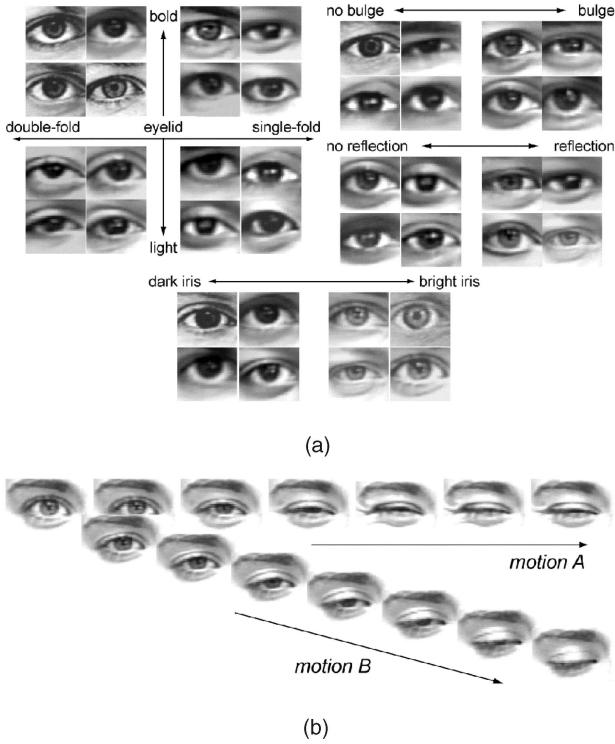 bold
no bulge
bulge
double-fold
eyelid
single-fold
no reflection
reflection
light
dark iris
bright iris
(a)
motion A
motion B
(b)